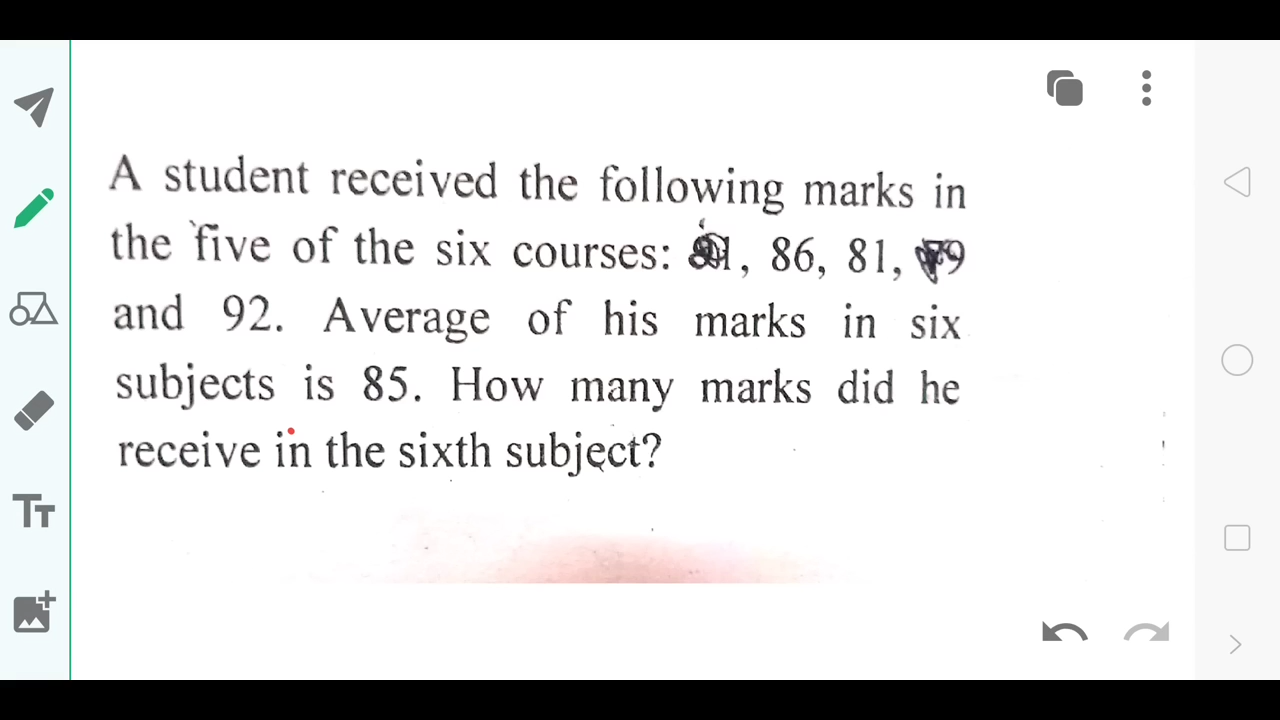 A student received the following marks in
the five of the six courses: 86, 81,
and 92. Average of his marks in six
subjects is 85. How many marks did he
receive in the sixth subject?
TT